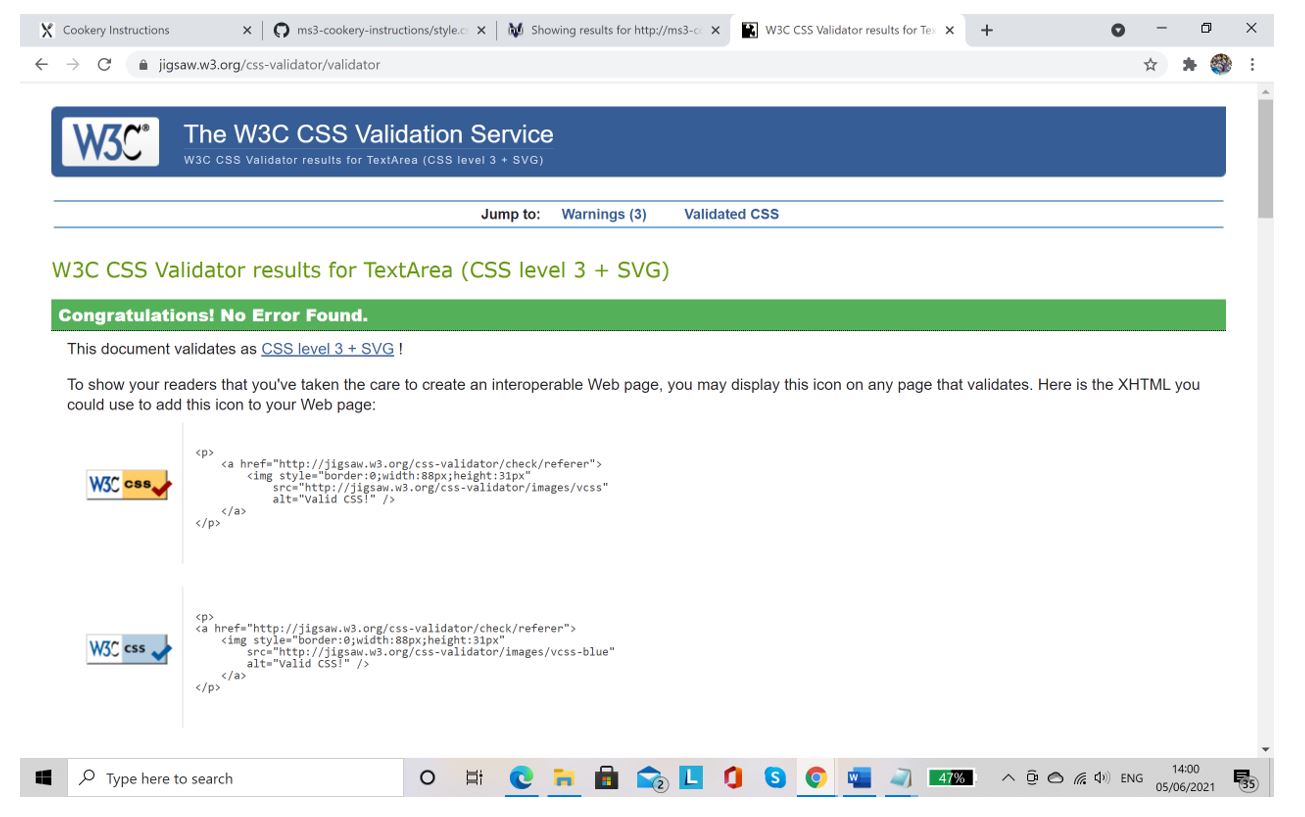 Cookery Instructions
ms3-cookery-instructions/style.c
Showing results for http://ms3-c
W3C CSS Validator results for Te
jigsaw.w3.org/css-validator/validator
W3C®
The W3C CSS Validation Service
W3C CSS Validator results for TextArea (CSS level 3 + SVG)
Jump to: Warnings (3) Validated CSS
W3C CSS Validator results for TextArea (CSS level 3 + SVG)
Congratulations! No Error Found.
This document validates as CSS level 3 + SVG !
To show your readers that you've taken the care to create an interoperable Web page, you may display this icon on any page that validates. Here is the XHTML you
could use to add this icon to your Web page:
W3C css
<p>
<a href="http://jigsaw.w3.org/css-validator/check/referer">
<img style="border:0;width:88px;height:31px"
src="http://jigsaw.w3.org/css-validator/images/vcss"
alt="Valid CSS!" />
</a>
</p>
W3C css
<p>
<a href="http://jigsaw.w3.org/css-validator/check/referer">
<img style="border:0;width:88px;height:31px"
src="http://jigsaw.w3.org/css-validator/images/vcss-blue"
alt="Valid CSS!" />
</a>
</p>
Type here to search
2
L
S
W
47%
ENG
14:00
05/06/2021
35